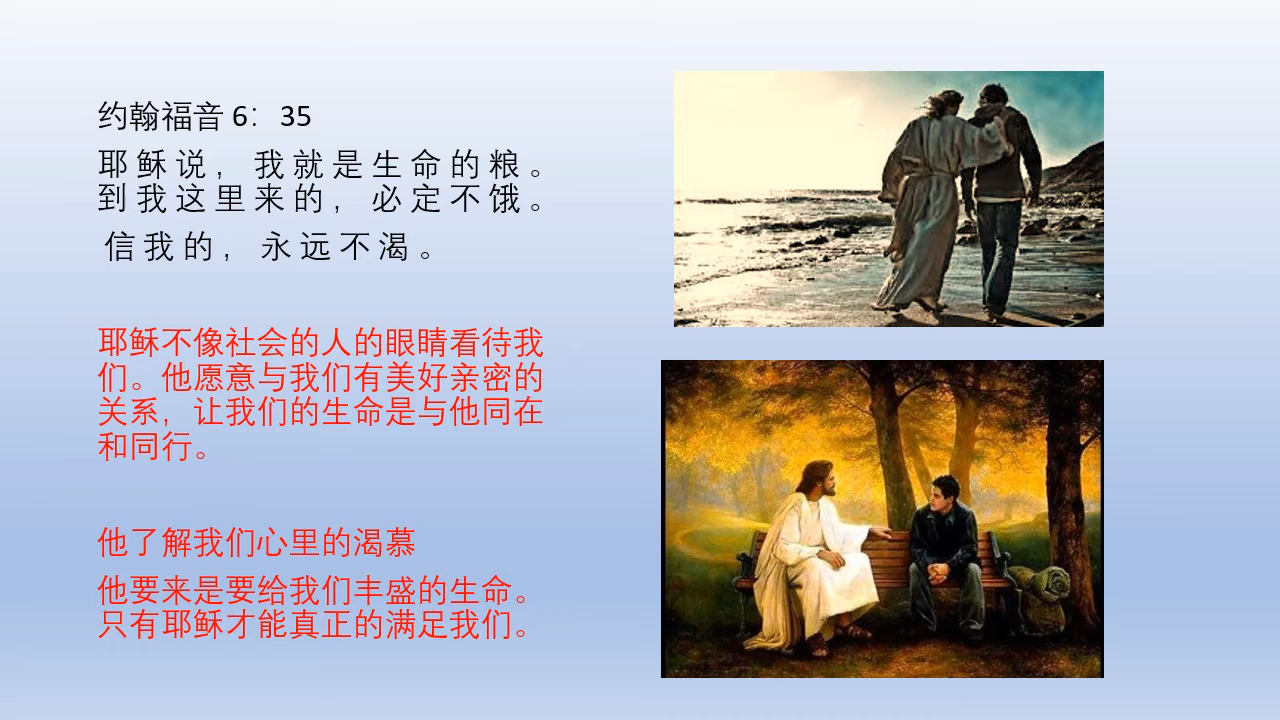 约翰福音 6： 35
耶 稣 说 ， 我 就 是 生 命 的 粮 。
到 我 这 里 来 的 ， 必 定 不 饿 。
信 我 的 ， 永 远 不 渴 。
耶稣不像社会的人的眼睛看待我
们。他愿意与我们有美好亲密的
关系，让我们的生命是与他同在
和同行。
他了解我们心里的渴慕
他要来是要给我们丰盛的生命。
只有耶稣才能真正的满足我们。